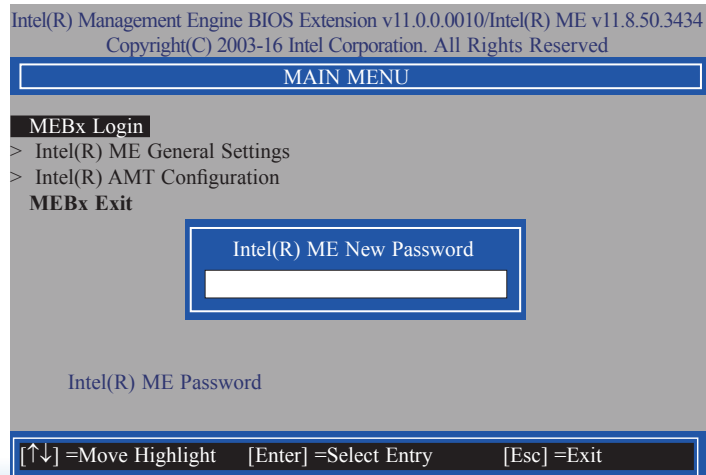 Intel(R) Management Engine BIOS Extension v11.0.0.0010/Intel(R) ME v11.8.50.3434
Copyright(C) 2003-16 Intel Corporation. All Rights Reserved
MAIN MENU
MEBx Login
> Intel(R) ME General Settings
> Intel(R) AMT Configuration
MEBx Exit
Intel(R) ME New Password
Intel(R) ME Password
[↑↓] =Move Highlight [Enter] =Select Entry [Esc] =Exit